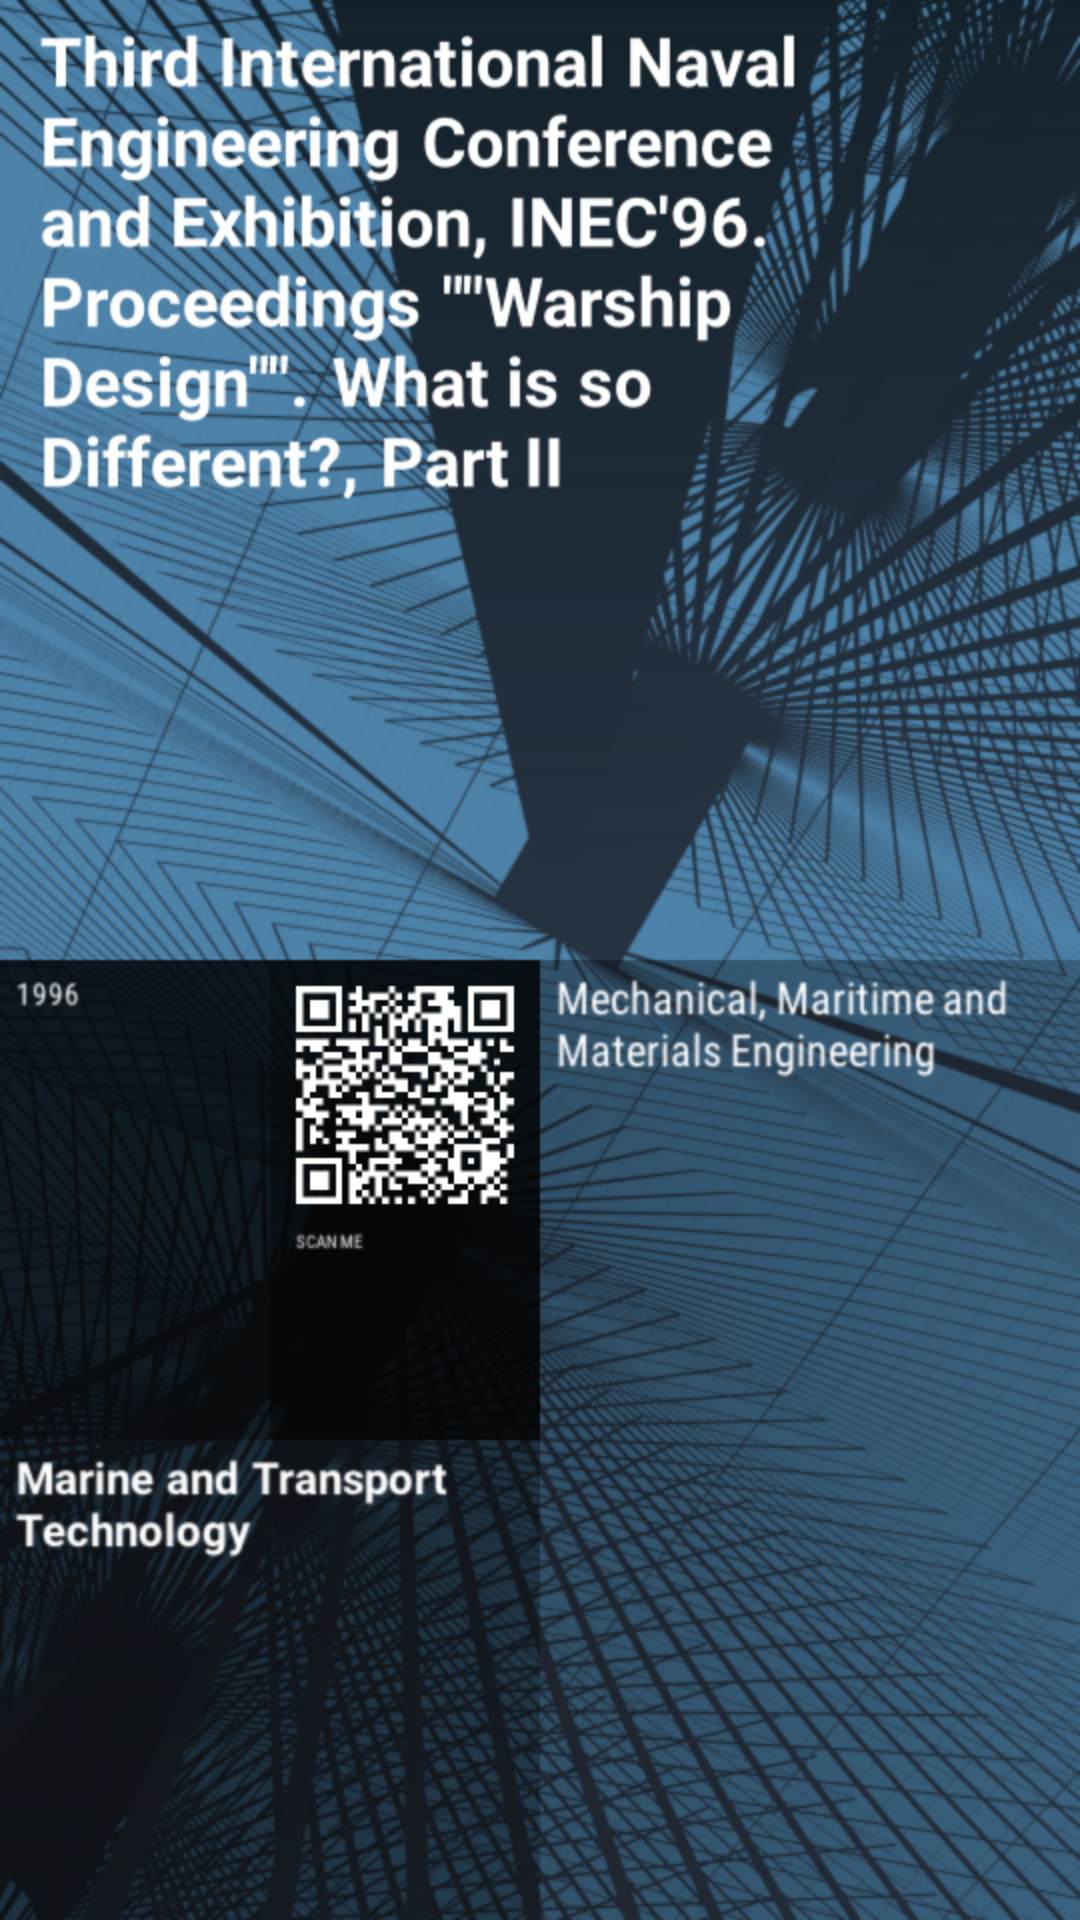 Third International Naval
Engineering Conference
and Exhibition, INEC'96.
Proceedings ""Warship
Design"". What is so
Different?, Part II
1996
SCAN ME
Mechanical, Maritime and
Materials Engineering
Marine and Transport
Technology